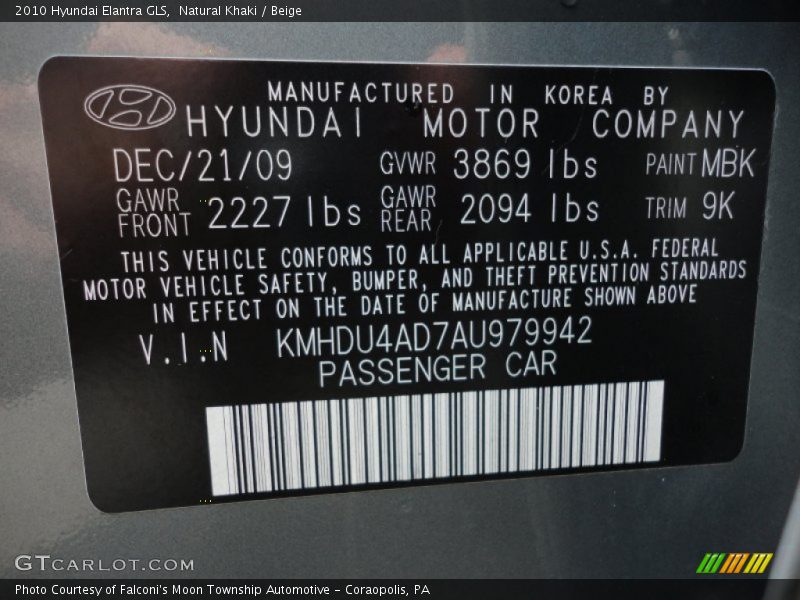 2010 Hyundai Elantra GLS,  Natural Khaki / Beige
MANUFACTURED IN KOREA BY
HYUNDAI MOTOR COMPANY
DEC/21/09 GVWR 3869 lbs PAINT MBK
GAWR FRONT 2227 lbs GAWR REAR 2094 lbs TRIM 9K
THIS VEHICLE CONFORMS TO ALL APPLICABLE U.S.A. FEDERAL
MOTOR VEHICLE SAFETY, BUMPER, AND THEFT PREVENTION STANDARDS
IN EFFECT ON THE DATE OF MANUFACTURE SHOWN ABOVE
V.I.N KMHDU4AD7AU979942
PASSENGER CAR
GTCARLOT.COM
Photo Courtesy of Falconi's Moon Township Automotive – Coraopolis, PA